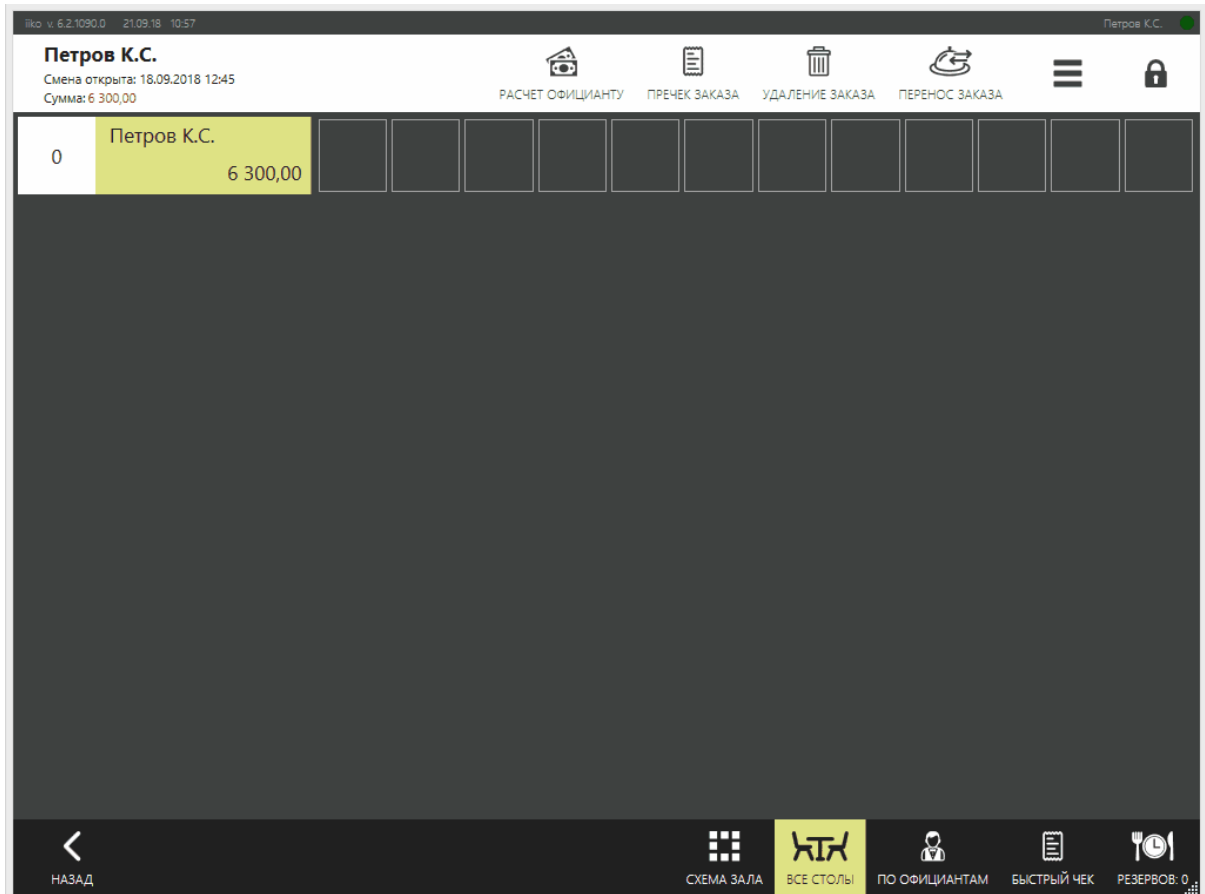 iiko v. 6.2.1090.0 21.09.18 10:57 Петров К.С.
Петров К.С.
Смена открыта: 18.09.2018 12:45
Сумма: 6 300,00
РАСЧЕТ ОФИЦИАНТУ ПРЕЧЕК ЗАКАЗА УДАЛЕНИЕ ЗАКАЗА ПЕРЕНОС ЗАКАЗА
0 Петров К.С.
6 300,00
НАЗАД СХЕМА ЗАЛА ВСЕ СТОЛЫ ПО ОФИЦИАНТАМ БЫСТРЫЙ ЧЕК РЕЗЕРВОВ: 0